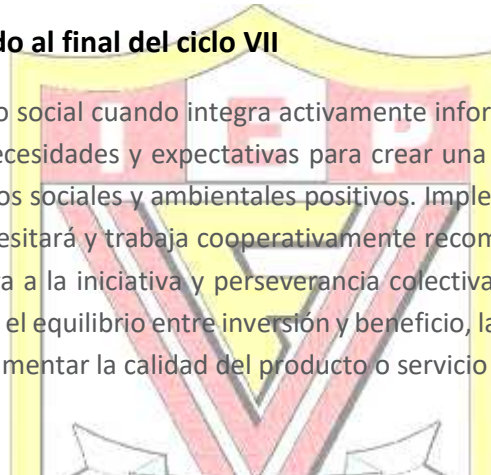 do al final del ciclo VII
o social cuando integra activamente infor
ecesidades y expectativas para crear una
os sociales y ambientales positivos. Imple
esitará y trabaja cooperativamente recom
a a la iniciativa y perseverancia colectiva
el equilibrio entre inversión y beneficio, la
mentar la calidad del producto o servicio
I E P